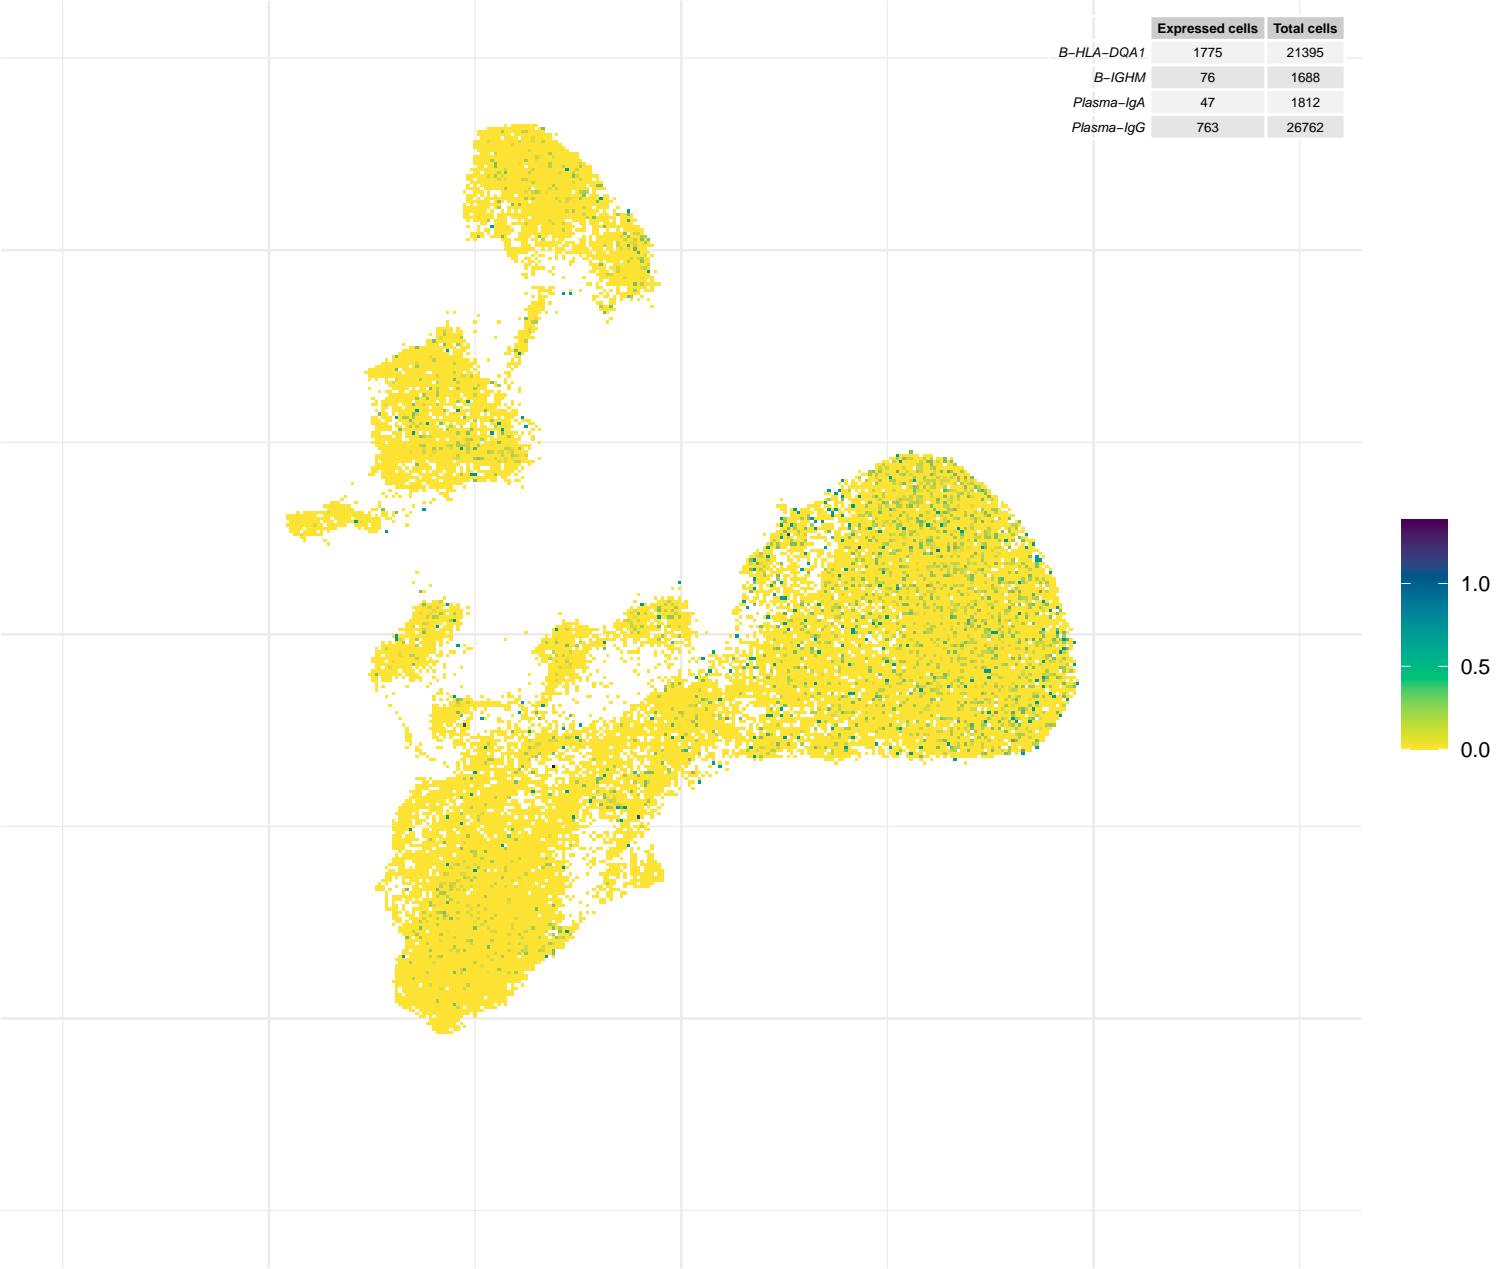 Expressed cells Total cells
B−HLA−DQA1 1775 21395
B−IGHM 76 1688
Plasma−IgA 47 1812
Plasma−IgG 763 26762
1.0
0.5
0.0